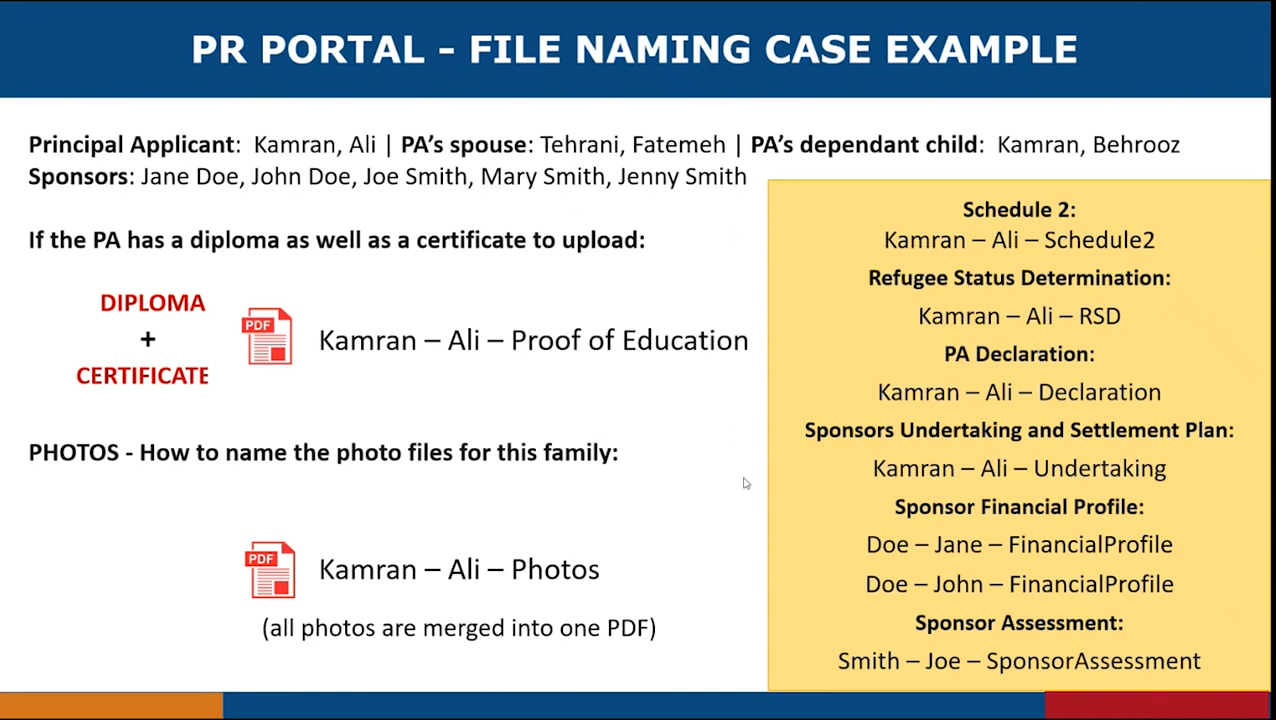 PR PORTAL – FILE NAMING CASE EXAMPLE
Principal Applicant: Kamran, Ali | PA’s spouse: Tehrani, Fatemeh | PA’s dependant child: Kamran, Behrooz
Sponsors: Jane Doe, John Doe, Joe Smith, Mary Smith, Jenny Smith
If the PA has a diploma as well as a certificate to upload:
DIPLOMA
+
CERTIFICATE
PDF
Kamran – Ali – Proof of Education
PHOTOS - How to name the photo files for this family:
PDF
Kamran – Ali – Photos
(all photos are merged into one PDF)
Schedule 2:
Kamran – Ali – Schedule2
Refugee Status Determination:
Kamran – Ali – RSD
PA Declaration:
Kamran – Ali – Declaration
Sponsors Undertaking and Settlement Plan:
Kamran – Ali – Undertaking
Sponsor Financial Profile:
Doe – Jane – FinancialProfile
Doe – John – FinancialProfile
Sponsor Assessment:
Smith – Joe – SponsorAssessment